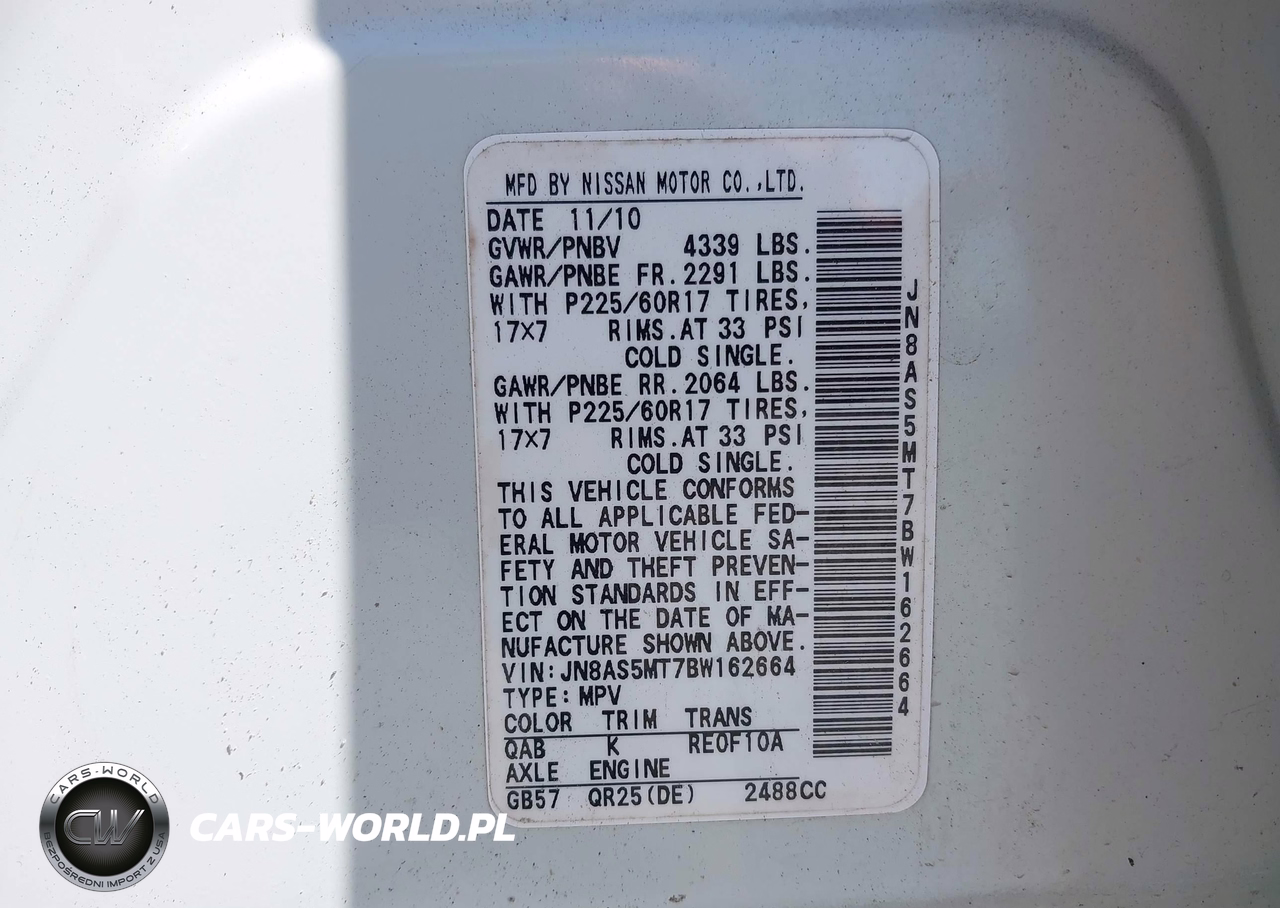 MFD BY NISSAN MOTOR CO.,LTD.
DATE 11/10
GVWR/PNBV 4339 LBS.
GAWR/PNBE FR.2291 LBS.
WITH P225/60R17 TIRES,
17X7 RIMS.AT 33 PSI
COLD SINGLE.
GAWR/PNBE RR.2064 LBS.
WITH P225/60R17 TIRES,
17X7 RIMS.AT 33 PSI
COLD SINGLE.
THIS VEHICLE CONFORMS
TO ALL APPLICABLE FED-
ERAL MOTOR VEHICLE SA-
FETY AND THEFT PREVEN-
TION STANDARDS IN EFF-
ECT ON THE DATE OF MA-
NUFACTURE SHOWN ABOVE.
VIN:JN8AS5MT7BW162664
TYPE:MPV
COLOR TRIM TRANS
QAB K RE0F10A
AXLE ENGINE
GB57 QR25(DE) 2488CC
JN8AS5MT7BW162664
CARS-WORLD
CW
BEZPOŚREDNI IMPORT Z USA
CARS-WORLD.PL